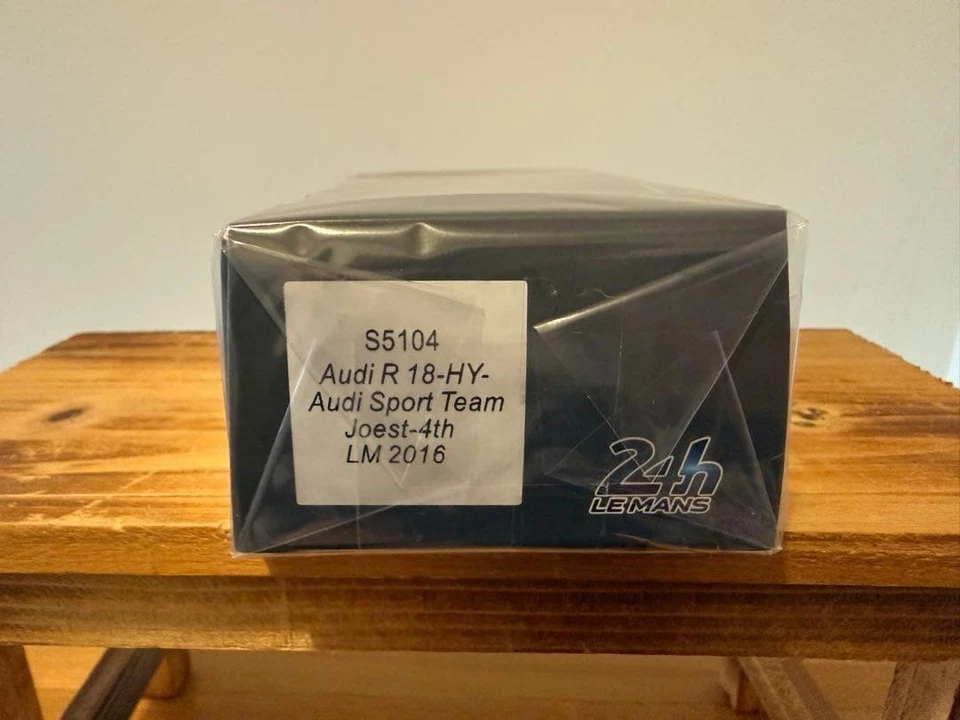 S5104
Audi R 18-HY-
Audi Sport Team
Joest-4th
LM 2016
24h
LE MANS